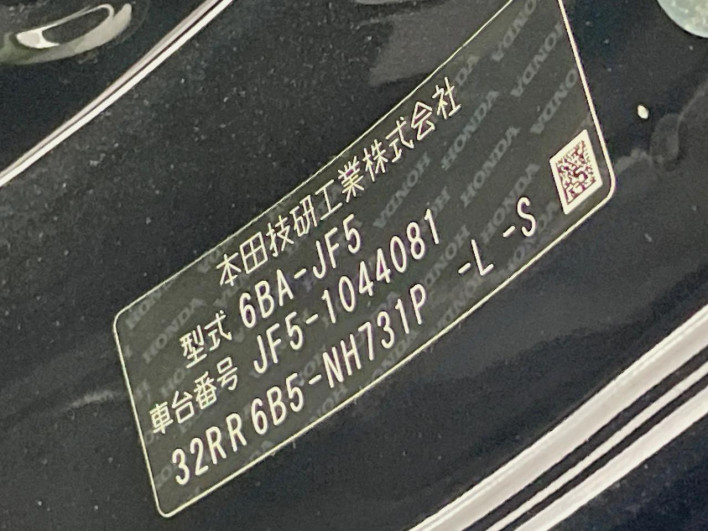 本田技研工業株式会社
型式 6BA-JF5
車台番号 JF5-1044081
32RR 6B5-NH731P -L -S